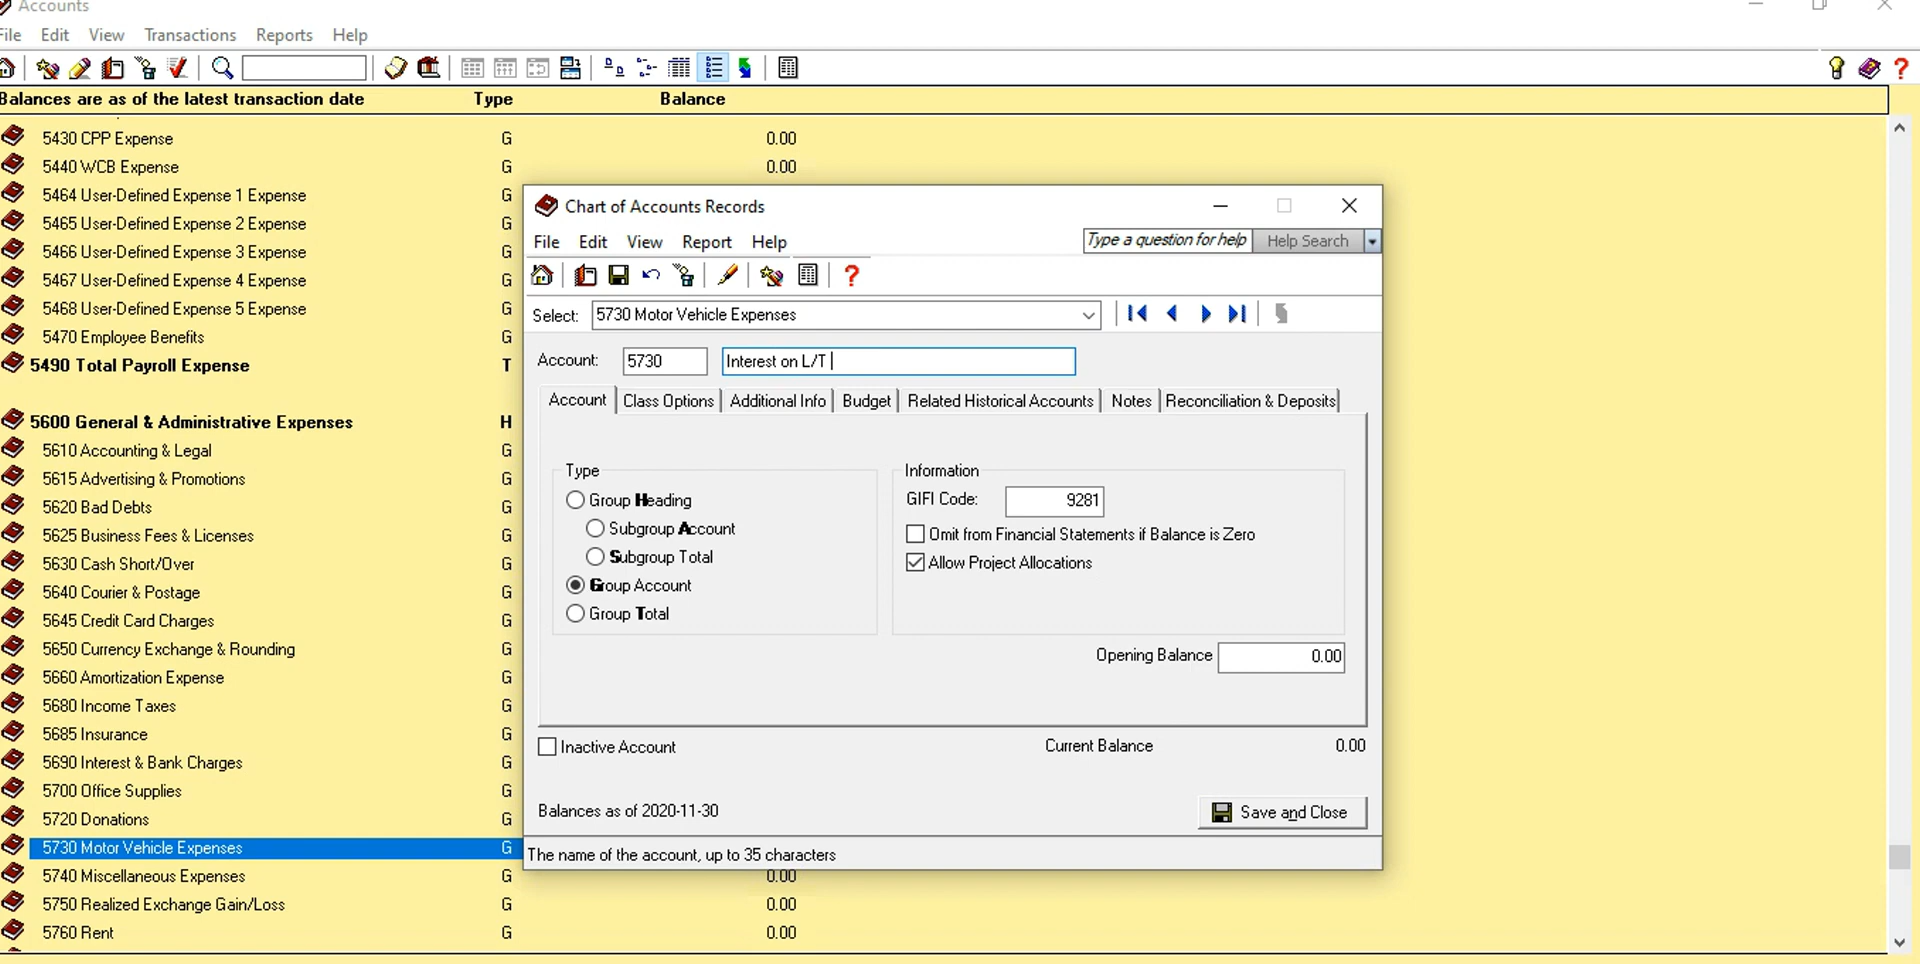 Accounts
File Edit View Transactions Reports Help
Balances are as of the latest transaction date Type Balance
5430 CPP Expense G 0.00
5440 WCB Expense G 0.00
5464 User-Defined Expense 1 Expense G
5465 User-Defined Expense 2 Expense G
5466 User-Defined Expense 3 Expense G
5467 User-Defined Expense 4 Expense G
5468 User-Defined Expense 5 Expense G
5470 Employee Benefits G
5490 Total Payroll Expense T
5600 General & Administrative Expenses H
5610 Accounting & Legal G
5615 Advertising & Promotions G
5620 Bad Debts G
5625 Business Fees & Licenses G
5630 Cash Short/Over G
5640 Courier & Postage G
5645 Credit Card Charges G
5650 Currency Exchange & Rounding G
5660 Amortization Expense G
5680 Income Taxes G
5685 Insurance G
5690 Interest & Bank Charges G
5700 Office Supplies G
5720 Donations G
5730 Motor Vehicle Expenses G
5740 Miscellaneous Expenses G 0.00
5750 Realized Exchange Gain/Loss G 0.00
5760 Rent G 0.00
Chart of Accounts Records
File Edit View Report Help Type a question for help Help Search
Select: 5730 Motor Vehicle Expenses
Account: 5730 Interest on L/T
Account Class Options Additional Info Budget Related Historical Accounts Notes Reconciliation & Deposits
Type
Group Heading
Subgroup Account
Subgroup Total
Group Account
Group Total
Information
GIFI Code: 9281
Omit from Financial Statements if Balance is Zero
Allow Project Allocations
Opening Balance 0.00
Inactive Account Current Balance 0.00
Balances as of 2020-11-30 Save and Close
The name of the account, up to 35 characters